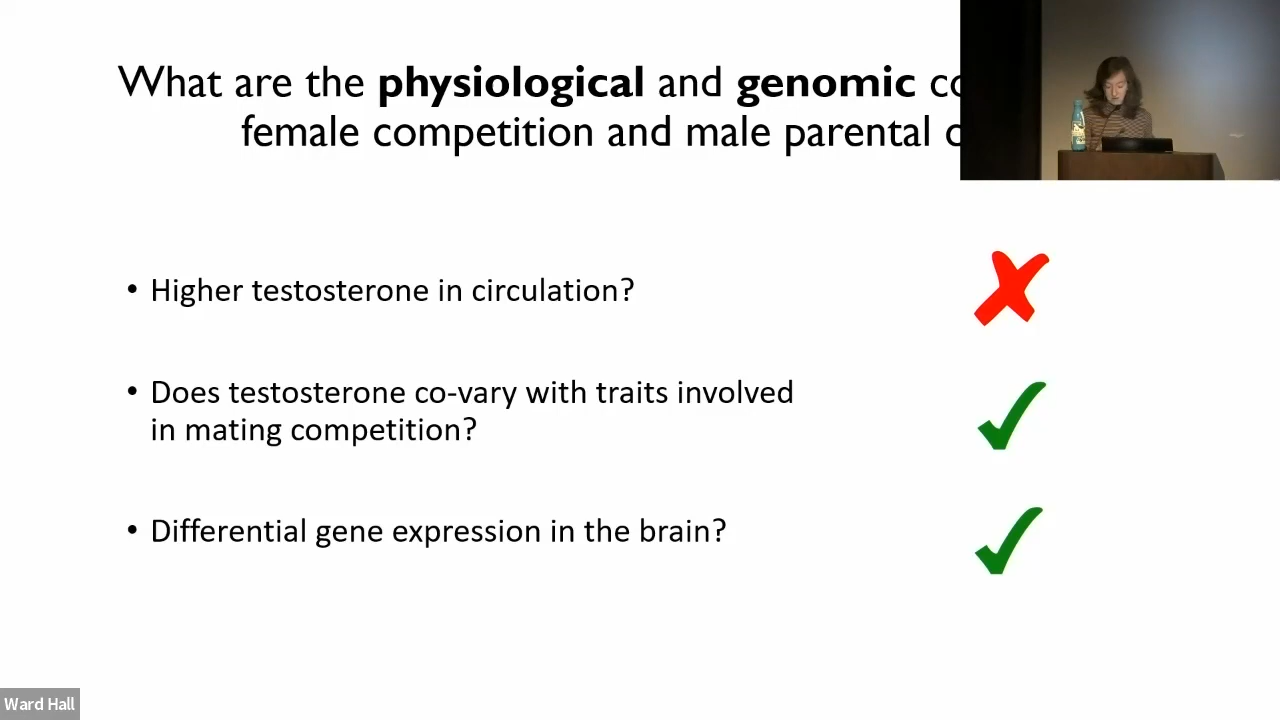 What are the physiological and genomic
female competition and male parental
• Higher testosterone in circulation?
• Does testosterone co-vary with traits involved
in mating competition?
• Differential gene expression in the brain?
Ward Hall